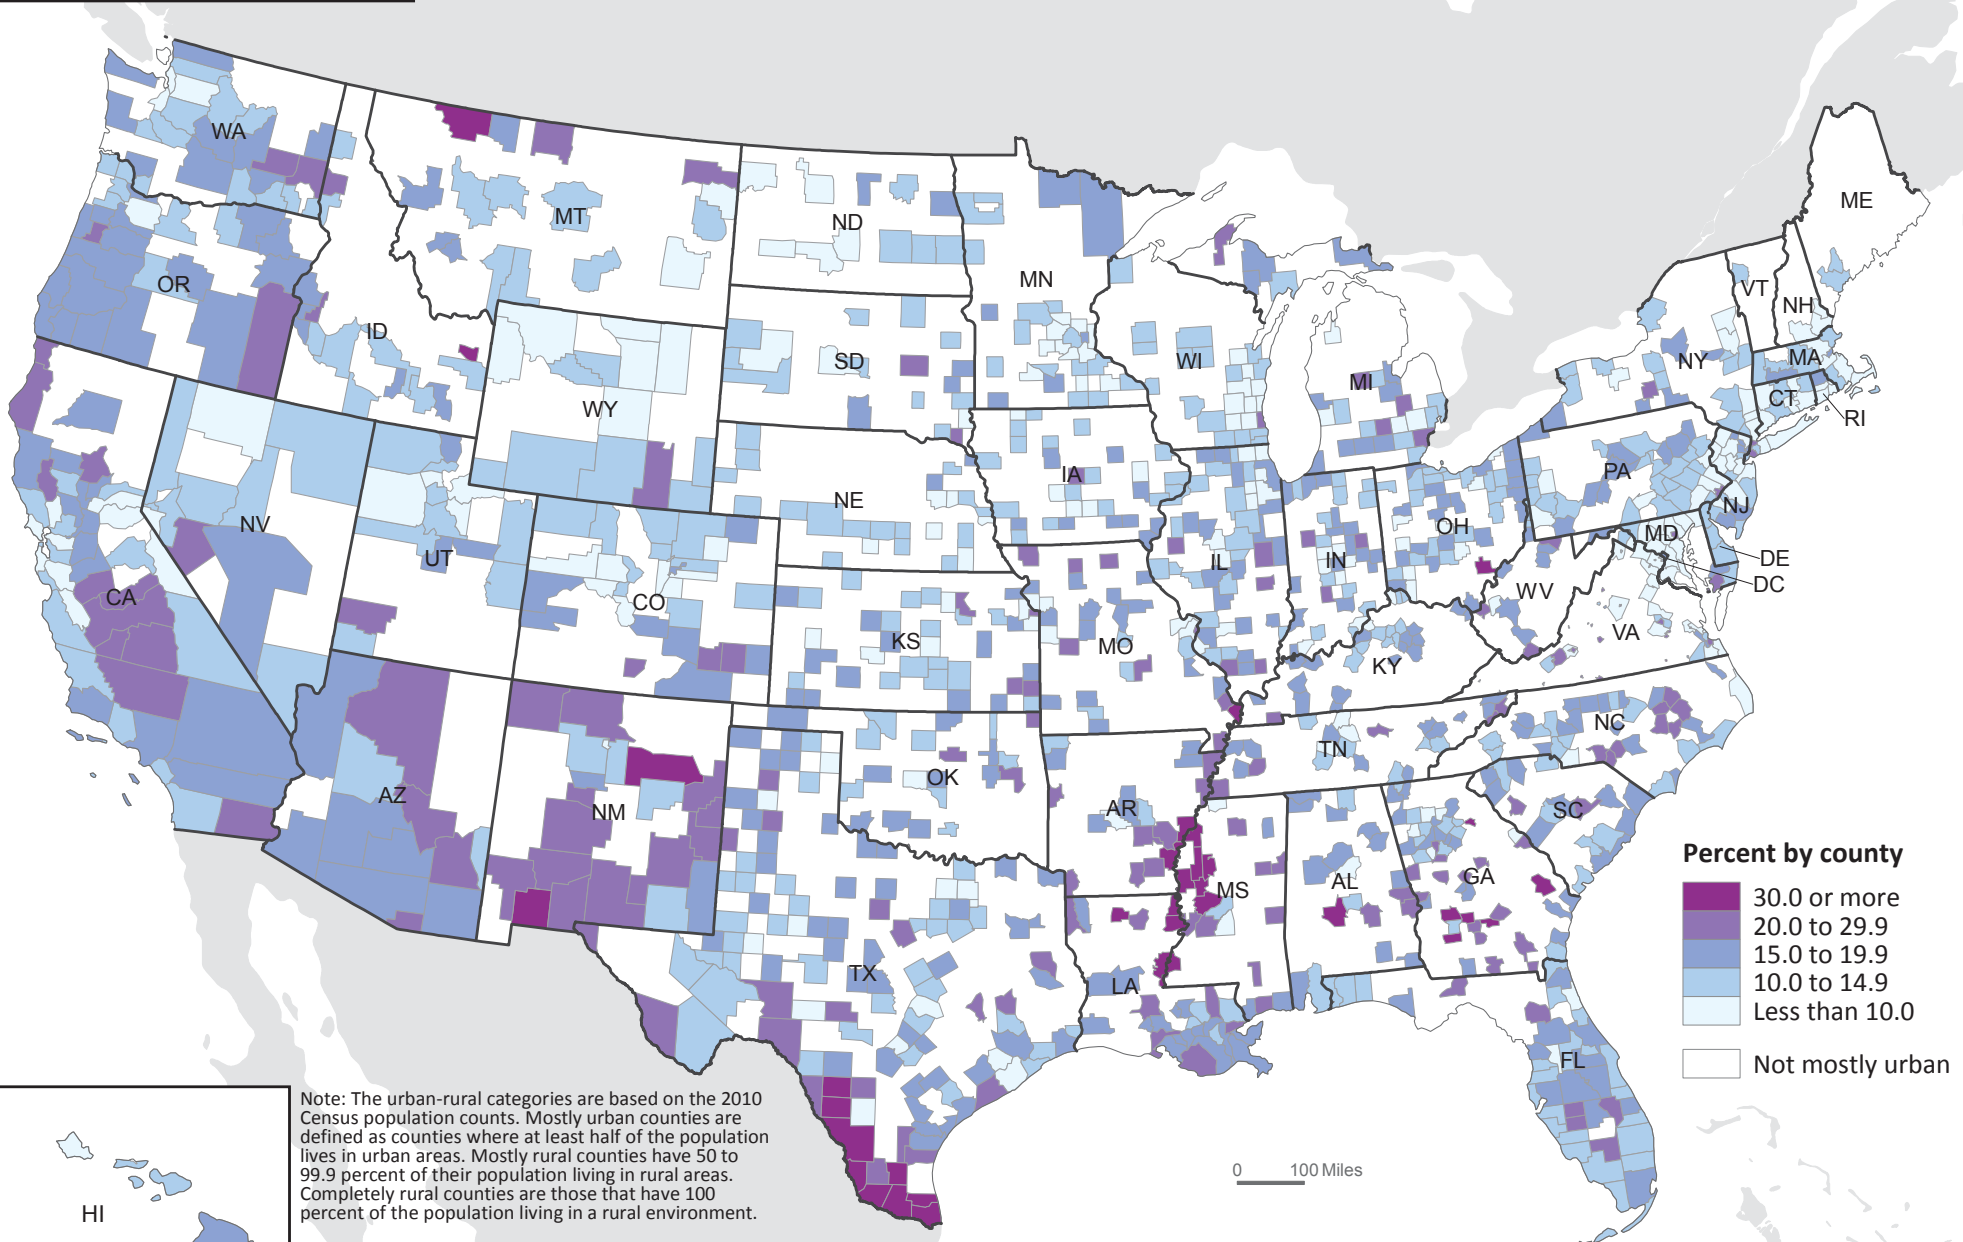 WA
MT
ND
MN
ME
OR
ID
SD
WI
MI
VT
NH
NY
MA
CT
RI
WY
IA
NE
PA
NJ
NV
UT
CO
IL
IN
OH
MD
DE
DC
WV
VA
CA
KS
MO
KY
AZ
NM
OK
AR
TN
NC
SC
MS
AL
GA
TX
LA
FL
Percent by county
30.0 or more
20.0 to 29.9
15.0 to 19.9
10.0 to 14.9
Less than 10.0
Not mostly urban
HI
Note: The urban-rural categories are based on the 2010
Census population counts. Mostly urban counties are
defined as counties where at least half of the population
lives in urban areas. Mostly rural counties have 50 to
99.9 percent of their population living in rural areas.
Completely rural counties are those that have 100
percent of the population living in a rural environment.
0 100 Miles